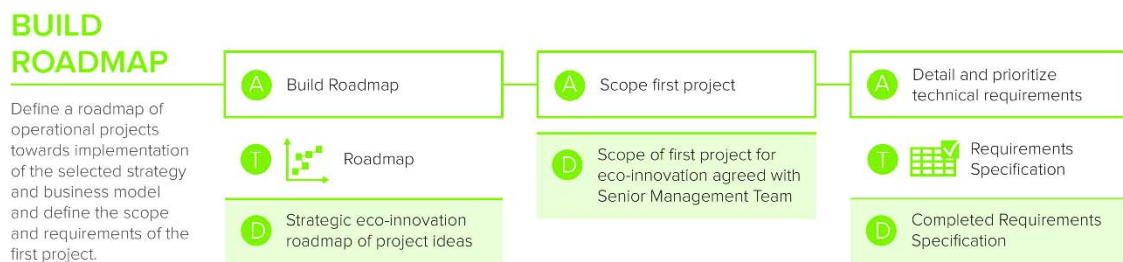 BUILD
ROADMAP
Define a roadmap of
operational projects
towards implementation
of the selected strategy
and business model
and define the scope
and requirements of the
first project.
A
Build Roadmap
T
Roadmap
D
Strategic eco-innovation
roadmap of project ideas
A
Scope first project
D
Scope of first project for
eco-innovation agreed with
Senior Management Team
A
Detail and prioritize
technical requirements
T
Requirements
Specification
D
Completed Requirements
Specification